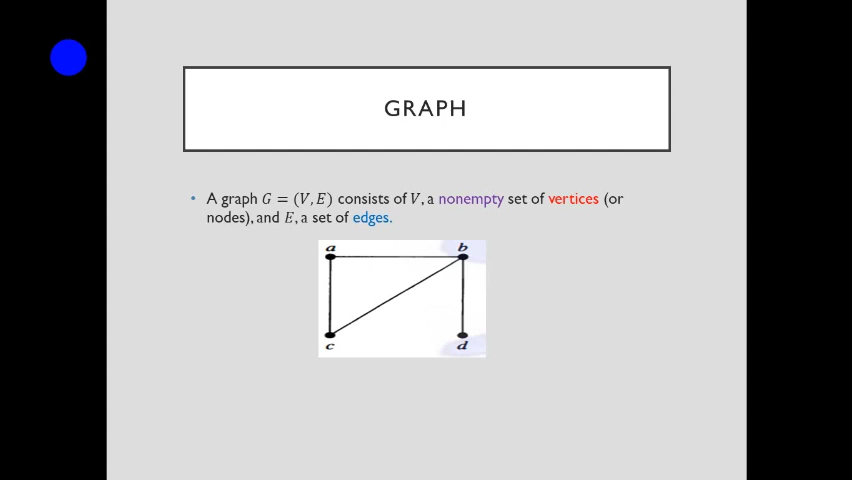 GRAPH
• A graph G = (V, E) consists of V, a nonempty set of vertices (or
nodes), and E, a set of edges.
a b
c d